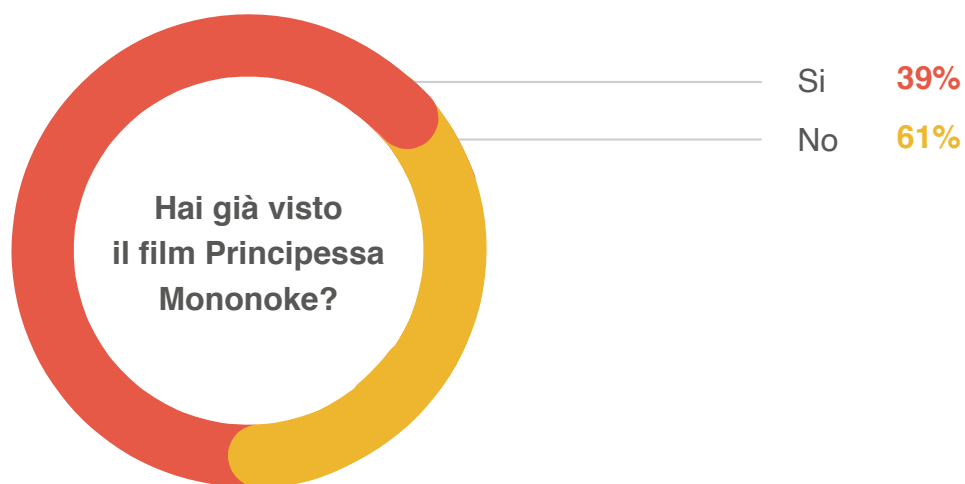 Si 39%
No 61%
Hai già visto
il film Principessa
Mononoke?